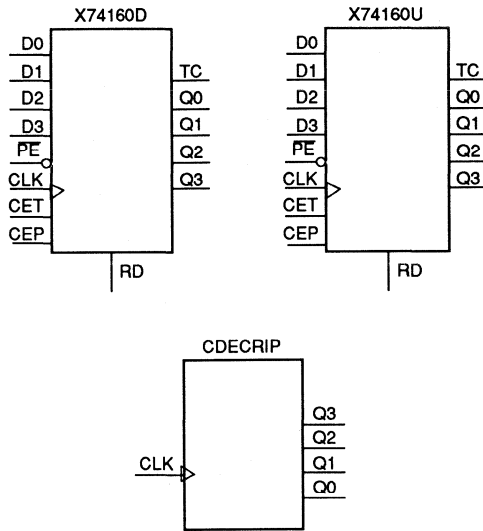 X74160D
D0
D1
D2
D3
PE
CLK
CET
CEP
TC
Q0
Q1
Q2
Q3
RD
X74160U
D0
D1
D2
D3
PE
CLK
CET
CEP
TC
Q0
Q1
Q2
Q3
RD
CDECRIP
CLK
Q3
Q2
Q1
Q0